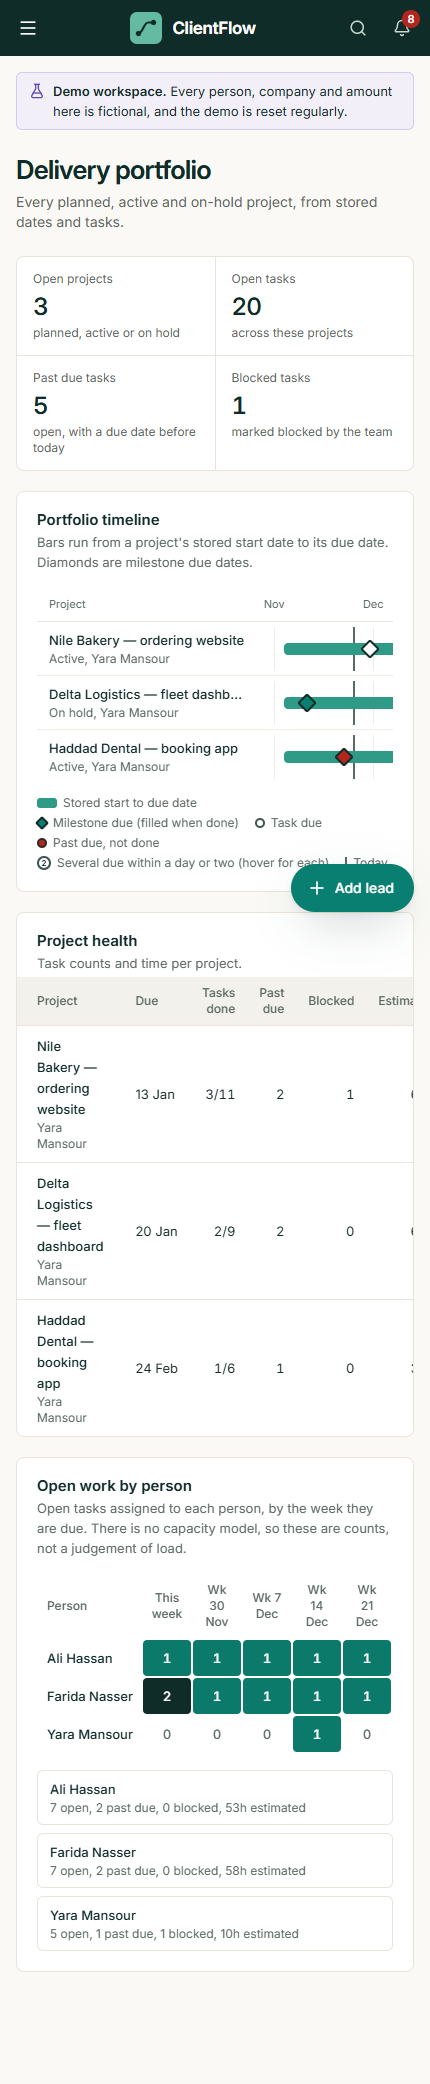 ClientFlow
8
Demo workspace. Every person, company and amount
here is fictional, and the demo is reset regularly.
Delivery portfolio
Every planned, active and on-hold project, from stored
dates and tasks.
Open projects
3
planned, active or on hold
Open tasks
20
across these projects
Past due tasks
5
open, with a due date before
today
Blocked tasks
1
marked blocked by the team
Portfolio timeline
Bars run from a project's stored start date to its due date.
Diamonds are milestone due dates.
Project Nov Dec
Nile Bakery — ordering website
Active, Yara Mansour
Delta Logistics — fleet dashb...
On hold, Yara Mansour
Haddad Dental — booking app
Active, Yara Mansour
Stored start to due date
Milestone due (filled when done) Task due
Past due, not done
2 Several due within a day or two (hover for each) Today
Add lead
Project health
Task counts and time per project.
Project Due Tasks done Past due Blocked
Nile
Bakery —
ordering
website
Yara
Mansour
13 Jan 3/11 2 1
Delta
Logistics
— fleet
dashboard
Yara
Mansour
20 Jan 2/9 2 0
Haddad
Dental —
booking
app
Yara
Mansour
24 Feb 1/6 1 0
Open work by person
Open tasks assigned to each person, by the week they
are due. There is no capacity model, so these are counts,
not a judgement of load.
Person This week Wk 30 Nov Wk 7 Dec Wk 14 Dec Wk 21 Dec
Ali Hassan 1 1 1 1 1
Farida Nasser 2 1 1 1 1
Yara Mansour 0 0 0 1 0
Ali Hassan
7 open, 2 past due, 0 blocked, 53h estimated
Farida Nasser
7 open, 2 past due, 0 blocked, 58h estimated
Yara Mansour
5 open, 1 past due, 1 blocked, 10h estimated